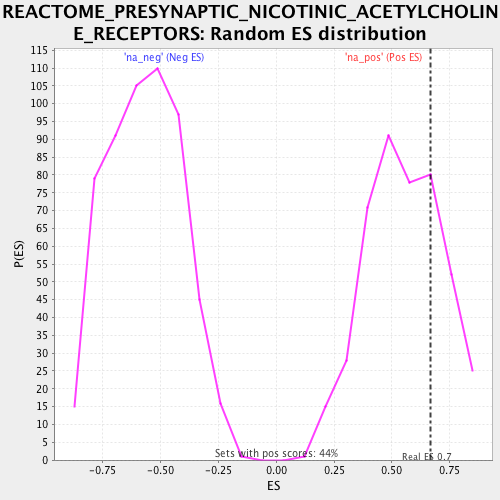 REACTOME_PRESYNAPTIC_NICOTINIC_ACETYLCHOLIN
E_RECEPTORS: Random ES distribution
'na_neg' (Neg ES)
'na_pos' (Pos ES)
115
110
105
100
95
90
85
80
75
70
65
60
55
50
45
40
35
30
25
20
15
10
5
0
P(ES)
Sets with pos scores: 44%
Real ES 0.7
-0.75 -0.50 -0.25 0.00 0.25 0.50 0.75
ES